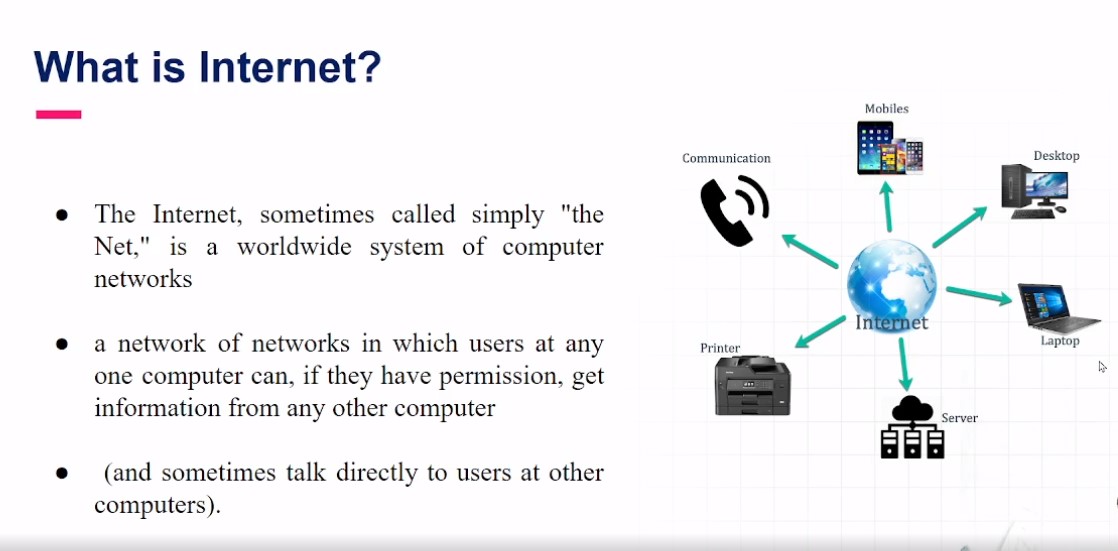 What is Internet?
● The Internet, sometimes called simply "the
Net," is a worldwide system of computer
networks
● a network of networks in which users at any
one computer can, if they have permission, get
information from any other computer
● (and sometimes talk directly to users at other
computers).
Mobiles
Communication
Desktop
Internet
Laptop
Printer
Server